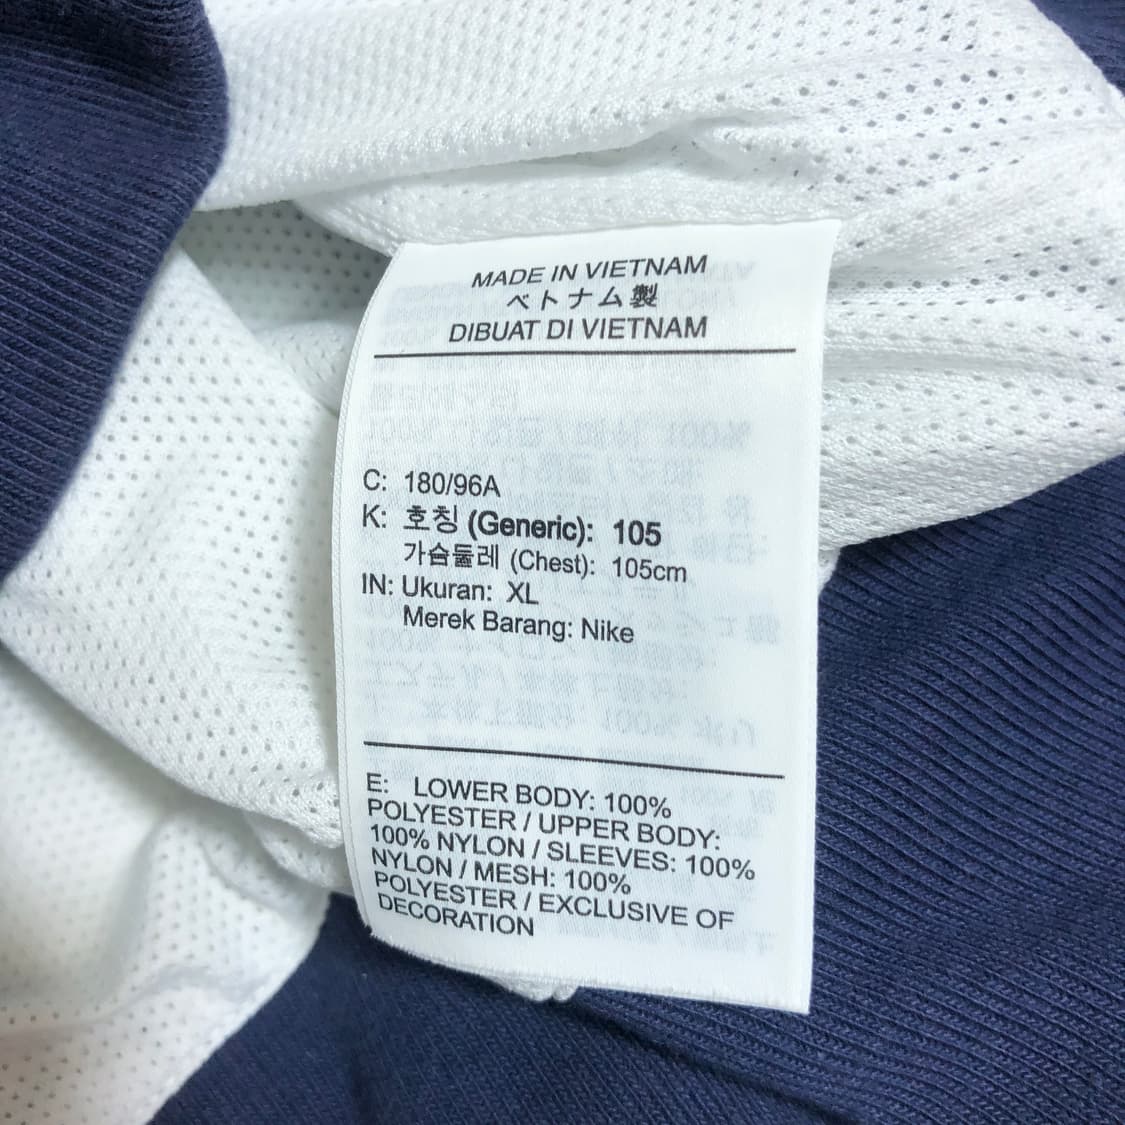 MADE IN VIETNAM
ベトナム製
DIBUAT DI VIETNAM
C: 180/96A
K: 호칭 (Generic): 105
가슴둘레 (Chest): 105cm
IN: Ukuran: XL
Merek Barang: Nike
E: LOWER BODY: 100%
POLYESTER / UPPER BODY:
100% NYLON / SLEEVES: 100%
NYLON / MESH: 100%
POLYESTER / EXCLUSIVE OF
DECORATION